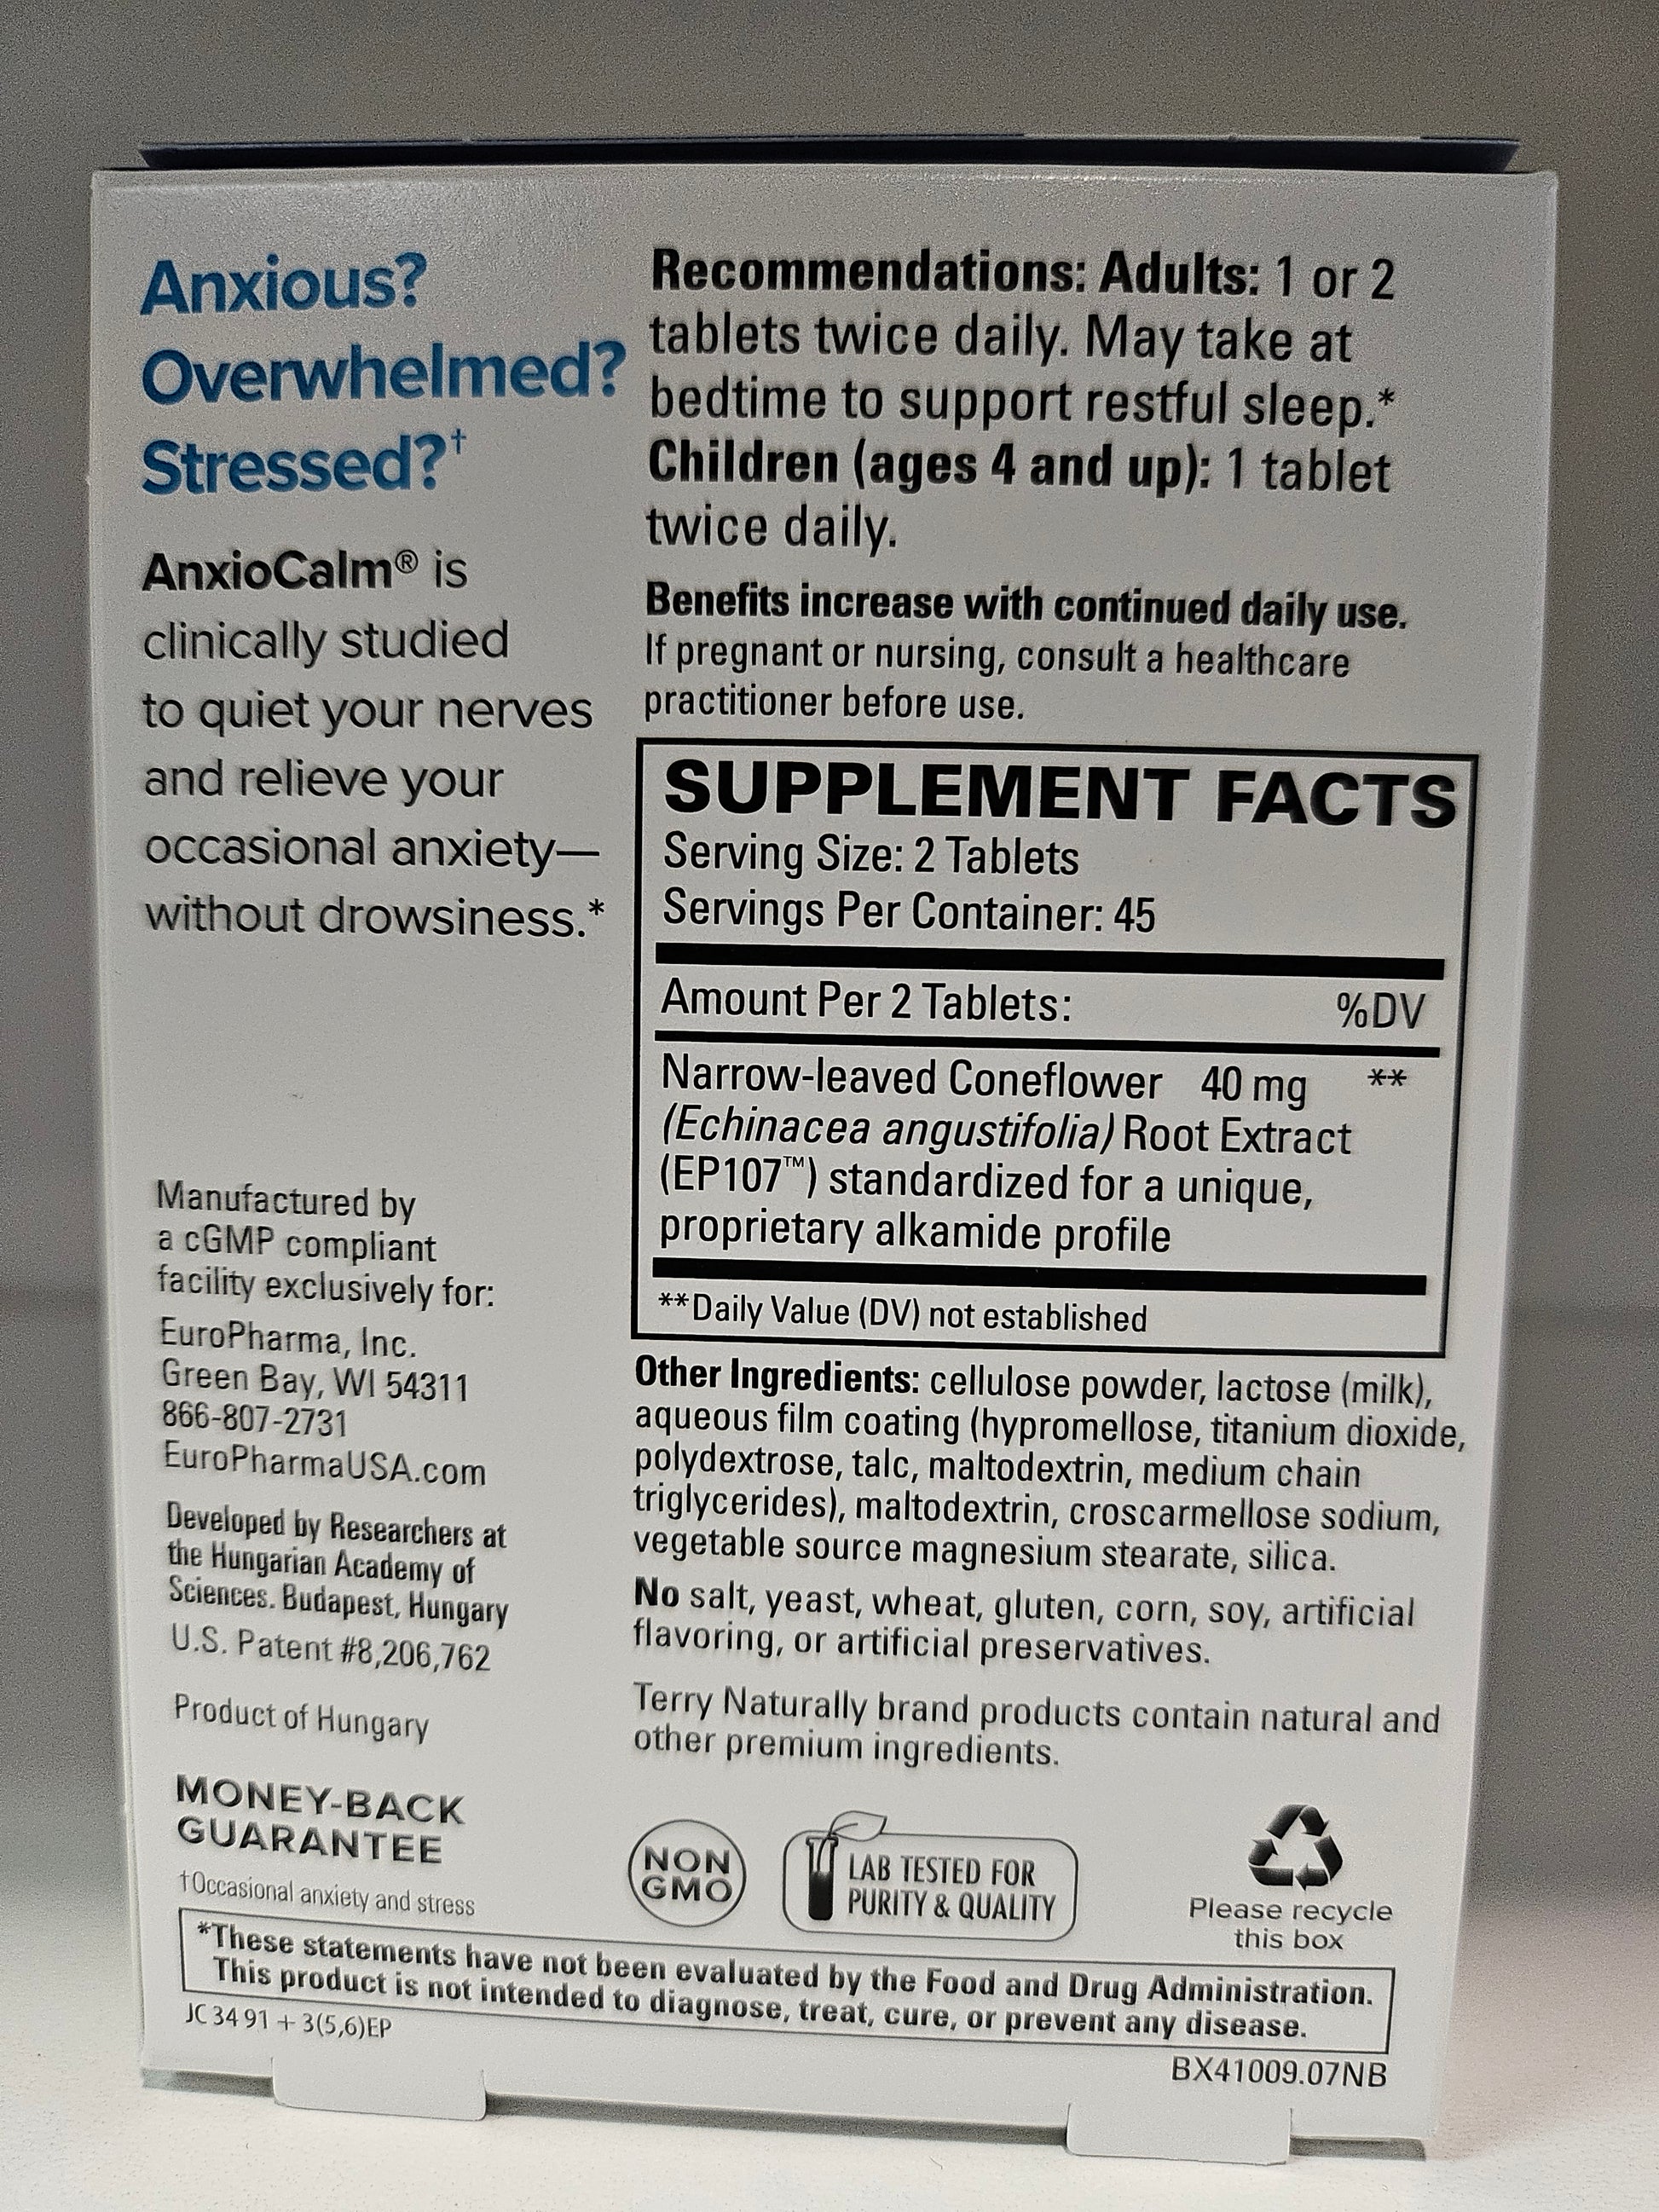 Anxious?
Overwhelmed?
Stressed?†
AnxioCalm® is
clinically studied
to quiet your nerves
and relieve your
occasional anxiety—
without drowsiness.*
Manufactured by
a cGMP compliant
facility exclusively for:
EuroPharma, Inc.
Green Bay, WI 54311
866-807-2731
EuroPharmaUSA.com
Developed by Researchers at
the Hungarian Academy of
Sciences. Budapest, Hungary
U.S. Patent #8,206,762
Product of Hungary
MONEY-BACK
GUARANTEE
†Occasional anxiety and stress
Recommendations: Adults: 1 or 2
tablets twice daily. May take at
bedtime to support restful sleep.*
Children (ages 4 and up): 1 tablet
twice daily.
Benefits increase with continued daily use.
If pregnant or nursing, consult a healthcare
practitioner before use.
SUPPLEMENT FACTS
Serving Size: 2 Tablets
Servings Per Container: 45
Amount Per 2 Tablets: %DV
Narrow-leaved Coneflower 40 mg **
(Echinacea angustifolia) Root Extract
(EP107™) standardized for a unique,
proprietary alkamide profile
**Daily Value (DV) not established
Other Ingredients: cellulose powder, lactose (milk),
aqueous film coating (hypromellose, titanium dioxide,
polydextrose, talc, maltodextrin, medium chain
triglycerides), maltodextrin, croscarmellose sodium,
vegetable source magnesium stearate, silica.
No salt, yeast, wheat, gluten, corn, soy, artificial
flavoring, or artificial preservatives.
Terry Naturally brand products contain natural and
other premium ingredients.
NON
GMO
LAB TESTED FOR
PURITY & QUALITY
Please recycle
this box
*These statements have not been evaluated by the Food and Drug Administration.
This product is not intended to diagnose, treat, cure, or prevent any disease.
JC 34 91 + 3(5,6)EP
BX41009.07NB